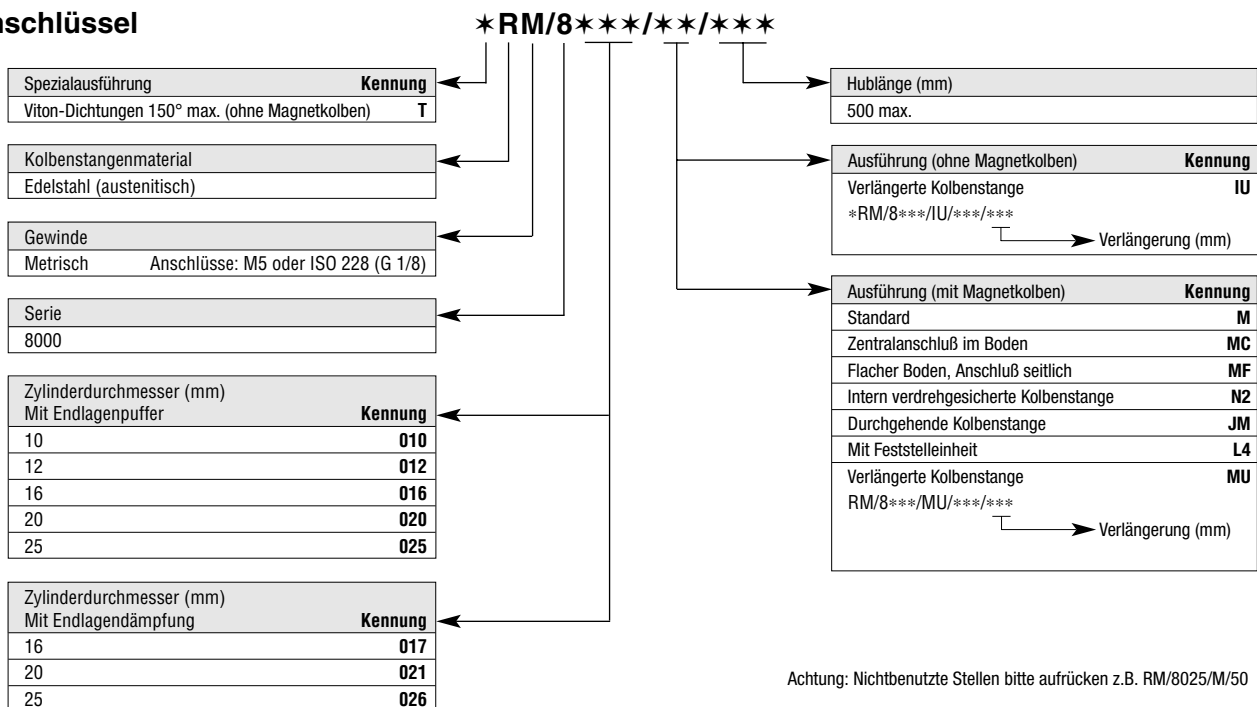 nschlüssel
✶RM/8✶✶✶/✶✶/✶✶✶
Spezialausführung Kennung
Viton-Dichtungen 150° max. (ohne Magnetkolben) T
Kolbenstangenmaterial
Edelstahl (austenitisch)
Gewinde
Metrisch Anschlüsse: M5 oder ISO 228 (G 1/8)
Serie
8000
Zylinderdurchmesser (mm)
Mit Endlagenpuffer Kennung
10 010
12 012
16 016
20 020
25 025
Zylinderdurchmesser (mm)
Mit Endlagendämpfung Kennung
16 017
20 021
25 026
Hublänge (mm)
500 max.
Ausführung (ohne Magnetkolben) Kennung
Verlängerte Kolbenstange IU
∗RM/8∗∗∗/IU/∗∗∗/∗∗∗
Verlängerung (mm)
Ausführung (mit Magnetkolben) Kennung
Standard M
Zentralanschluß im Boden MC
Flacher Boden, Anschluß seitlich MF
Intern verdrehgesicherte Kolbenstange N2
Durchgehende Kolbenstange JM
Mit Feststelleinheit L4
Verlängerte Kolbenstange MU
RM/8∗∗∗/MU/∗∗∗/∗∗∗
Verlängerung (mm)
Achtung: Nichtbenutzte Stellen bitte aufrücken z.B. RM/8025/M/50